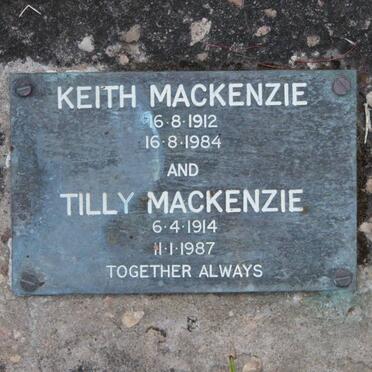 KEITH MACKENZIE
16·8·1912
16·8·1984
AND
TILLY MACKENZIE
6·4·1914
11·1·1987
TOGETHER ALWAYS